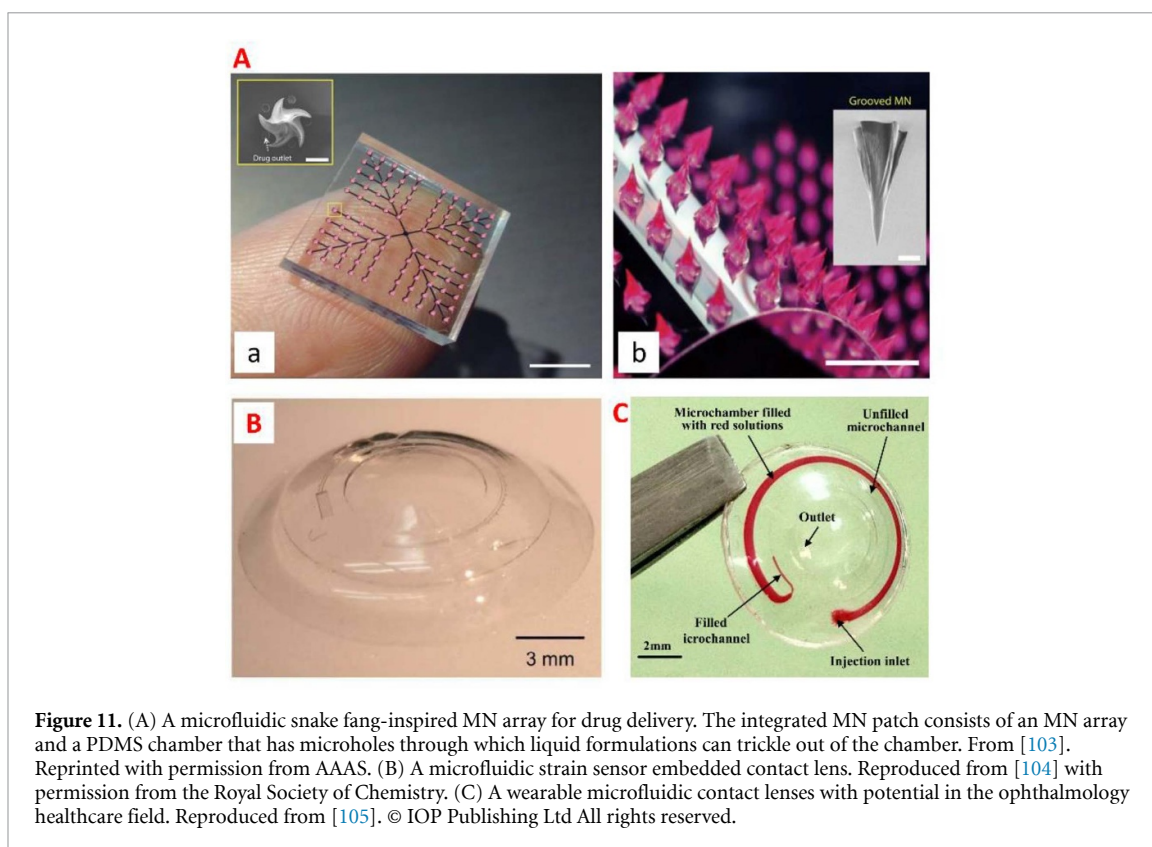 A
Drug outlet
a
Grooved MN
b
B
3 mm
C
Microchamber filled
with red solutions
Unfilled
microchannel
Outlet
Filled
icrochannel
2mm
Injection inlet
Figure 11. (A) A microfluidic snake fang-inspired MN array for drug delivery. The integrated MN patch consists of an MN array
and a PDMS chamber that has microholes through which liquid formulations can trickle out of the chamber. From [103].
Reprinted with permission from AAAS. (B) A microfluidic strain sensor embedded contact lens. Reproduced from [104] with
permission from the Royal Society of Chemistry. (C) A wearable microfluidic contact lenses with potential in the ophthalmology
healthcare field. Reproduced from [105]. © IOP Publishing Ltd All rights reserved.